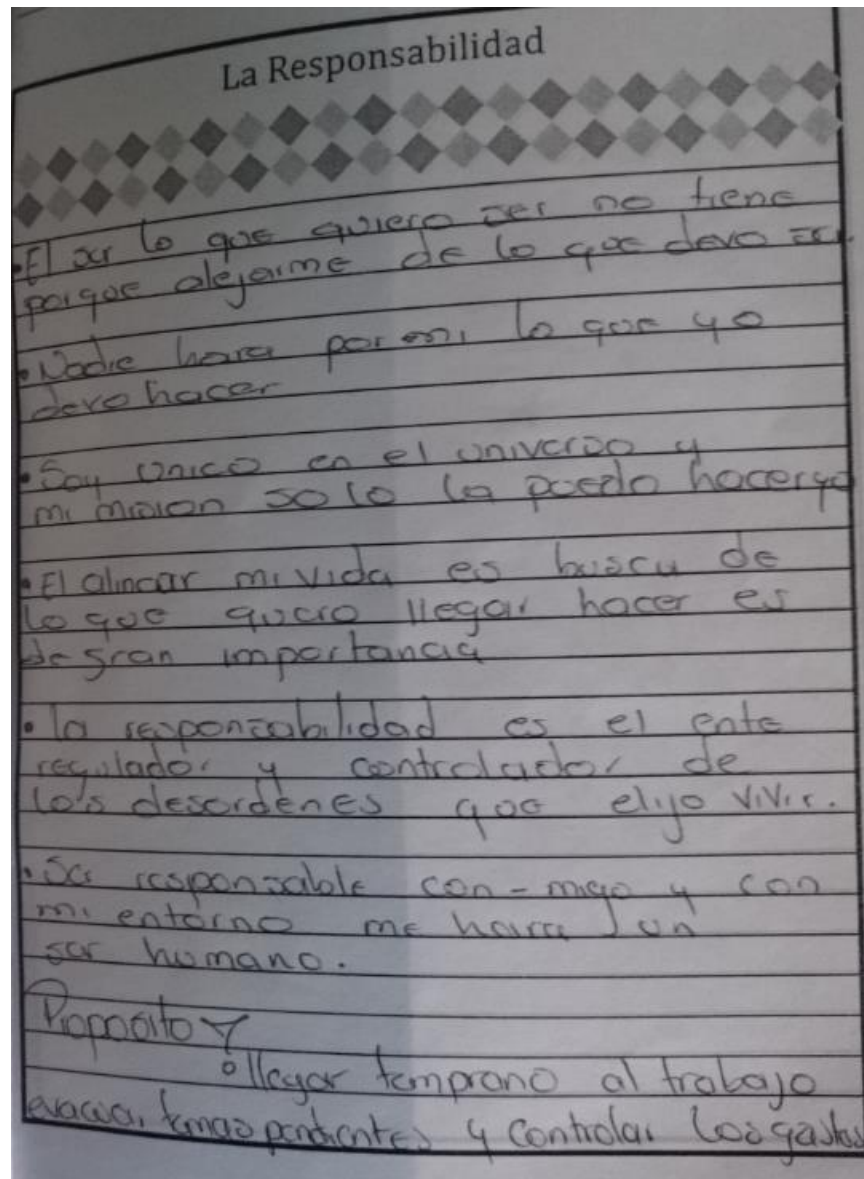 La Responsabilidad
•El ser lo que quiero ser no tiene
porque alejarme de lo que devo ser.
•Nadie hara por mi lo que yo
devo hacer
•Soy unico en el universo y
mi mision solo la puedo hacer yo
•El alinear mi vida es busca de
lo que quiero llegar hacer es
de gran importancia
•la responsabilidad es el ente
regulador y controlador de
los desordenes que elijo vivir.
•Ser responsable con-migo y con
mi entorno me hara un
ser humano.
Proposito
llegar temprano al trabajo
evacuar temas pendientes y controlar los gastos